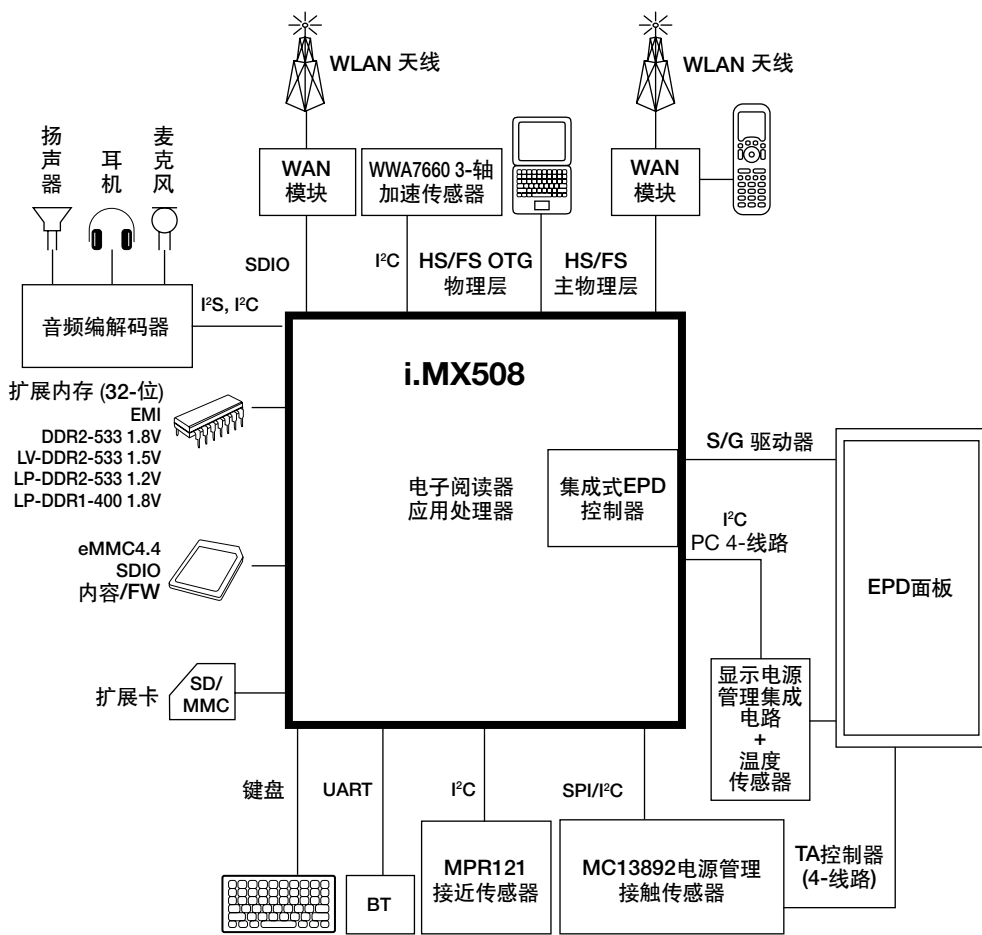 WLAN 天线
WLAN 天线
扬声器
耳机
麦克风
WAN
模块
WWA7660 3-轴
加速传感器
WAN
模块
SDIO
I²C
HS/FS OTG
物理层
HS/FS
主物理层
音频编解码器
I²S, I²C
i.MX508
扩展内存 (32-位)
EMI
DDR2-533 1.8V
LV-DDR2-533 1.5V
LP-DDR2-533 1.2V
LP-DDR1-400 1.8V
电子阅读器
应用处理器
集成式EPD
控制器
S/G 驱动器
I²C
PC 4-线路
EPD面板
eMMC4.4
SDIO
内容/FW
扩展卡
SD/
MMC
显示电源
管理集成
电路
+
温度
传感器
键盘
UART
I²C
SPI/I²C
BT
MPR121
接近传感器
MC13892电源管理
接触传感器
TA控制器
(4-线路)